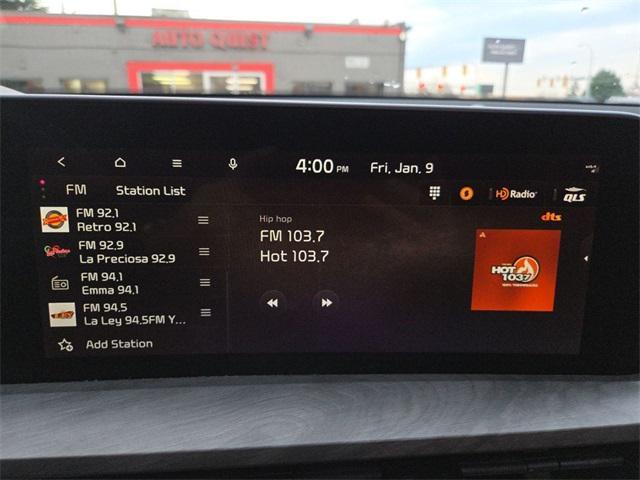 AUTO QUEST
4:00 PM
Fri, Jan. 9
FM
Station List
HD Radio
QLS
FM 92.1
Retro 92.1
FM 92.9
La Preciosa 92.9
FM 94.1
Emma 94.1
FM 94.5
La Ley 94.5FM Y...
Add Station
Hip hop
FM 103.7
Hot 103.7
dts
HOT
103.7